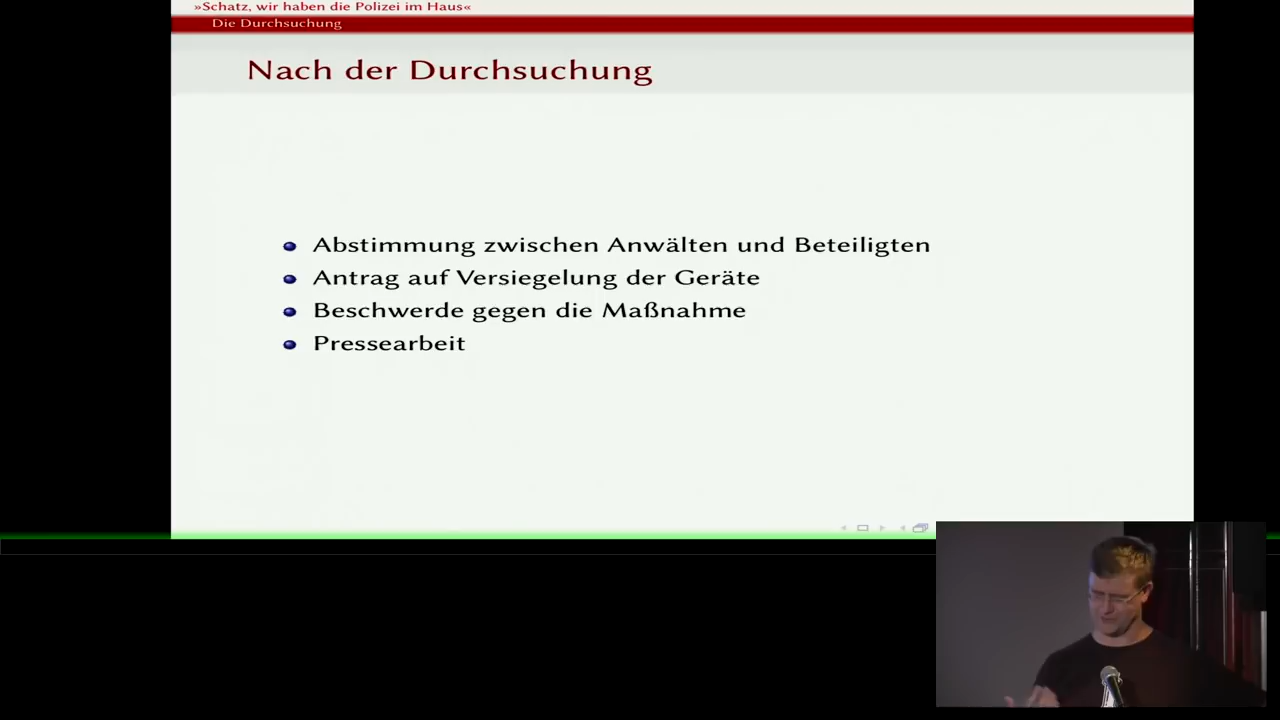 »Schatz, wir haben die Polizei im Haus«
Die Durchsuchung
Nach der Durchsuchung
Abstimmung zwischen Anwälten und Beteiligten
Antrag auf Versiegelung der Geräte
Beschwerde gegen die Maßnahme
Pressearbeit